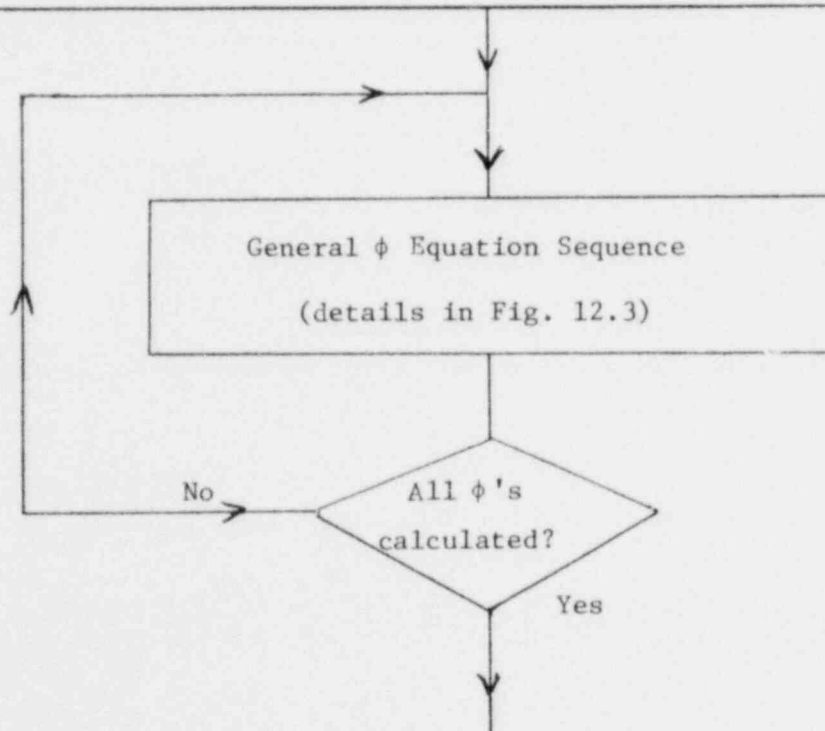 General φ Equation Sequence
(details in Fig. 12.3)
No
All φ's
calculated?
Yes